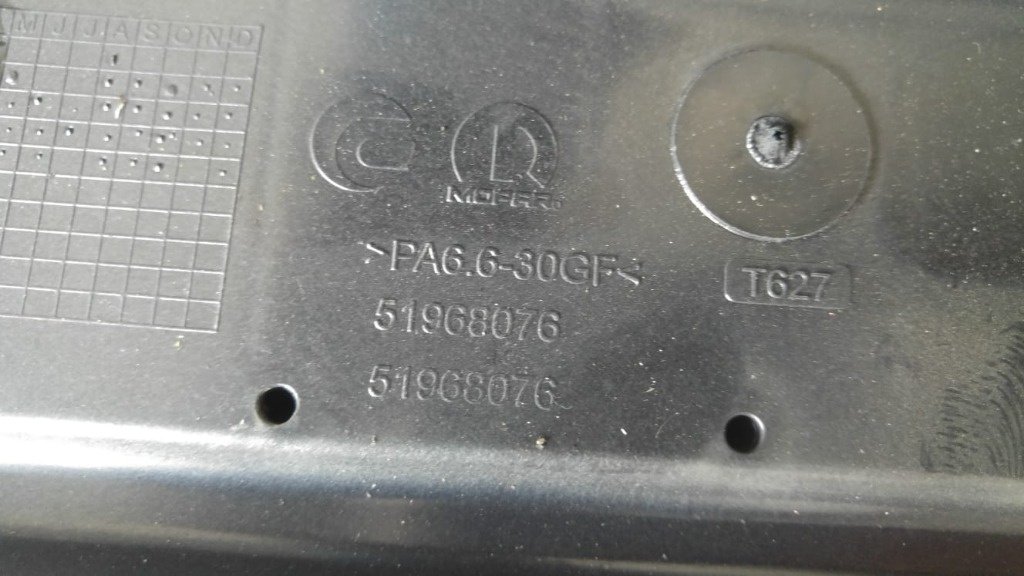 M J J A S O N D
MOPAR®
>PA6.6-30GF<
T627
51968076
51968076